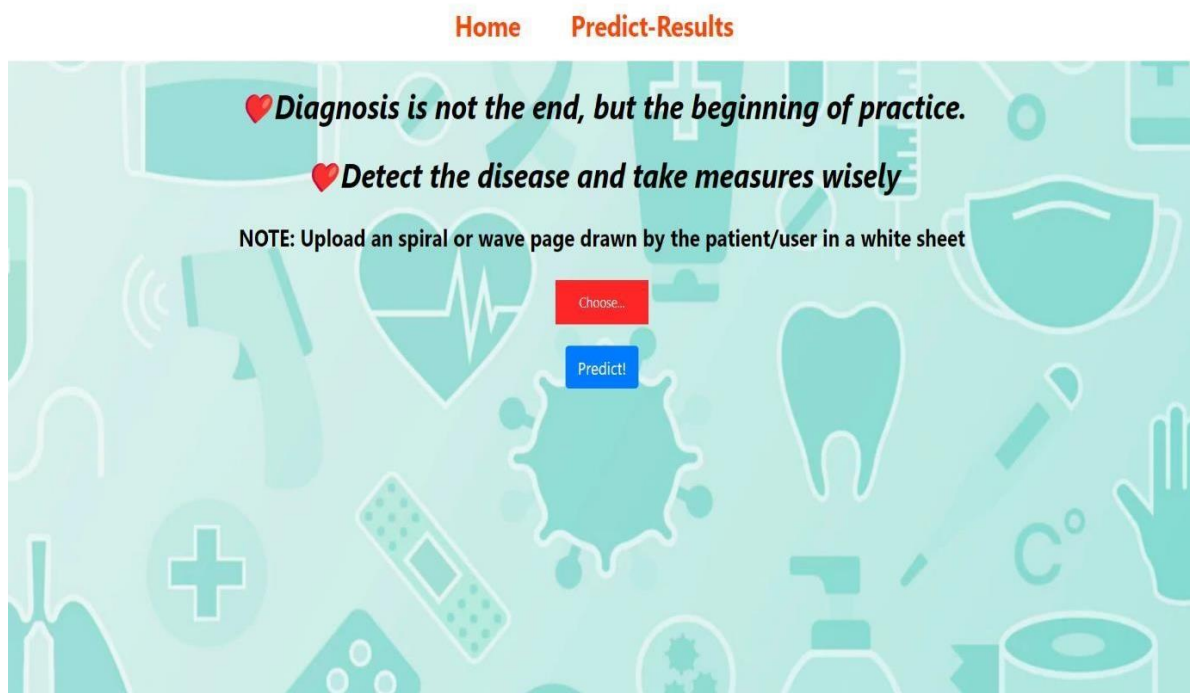 Home Predict-Results
❤️Diagnosis is not the end, but the beginning of practice.
❤️Detect the disease and take measures wisely
NOTE: Upload an spiral or wave page drawn by the patient/user in a white sheet
Choose...
Predict!
C°